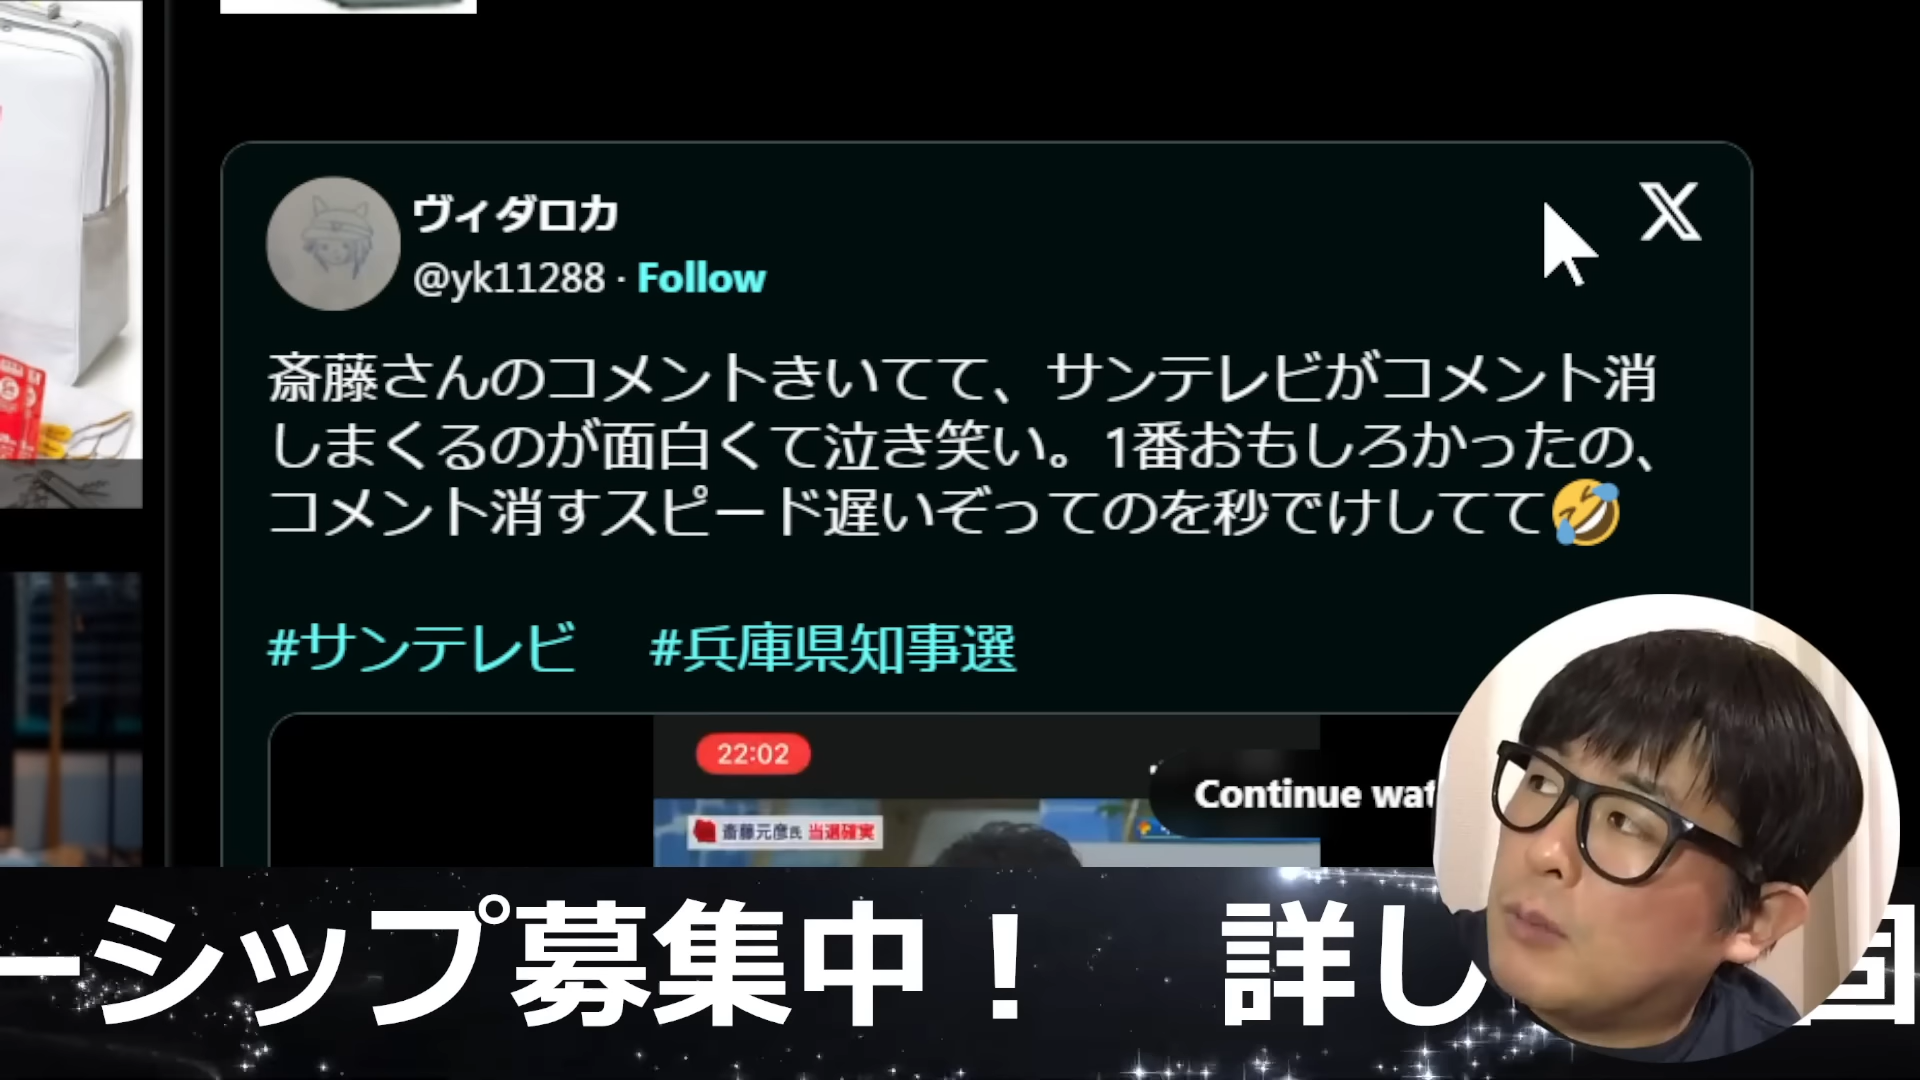 ヴィダロカ
@yk11288 · Follow
斎藤さんのコメントきいてて、サンテレビがコメント消
しまくるのが面白くて泣き笑い。1番おもしろかったの、
コメント消すスピード遅いぞってのを秒でけしてて🤣
#サンテレビ #兵庫県知事選
22:02
Continue wat
斎藤元彦氏 当選確実
ーシップ募集中！ 詳し